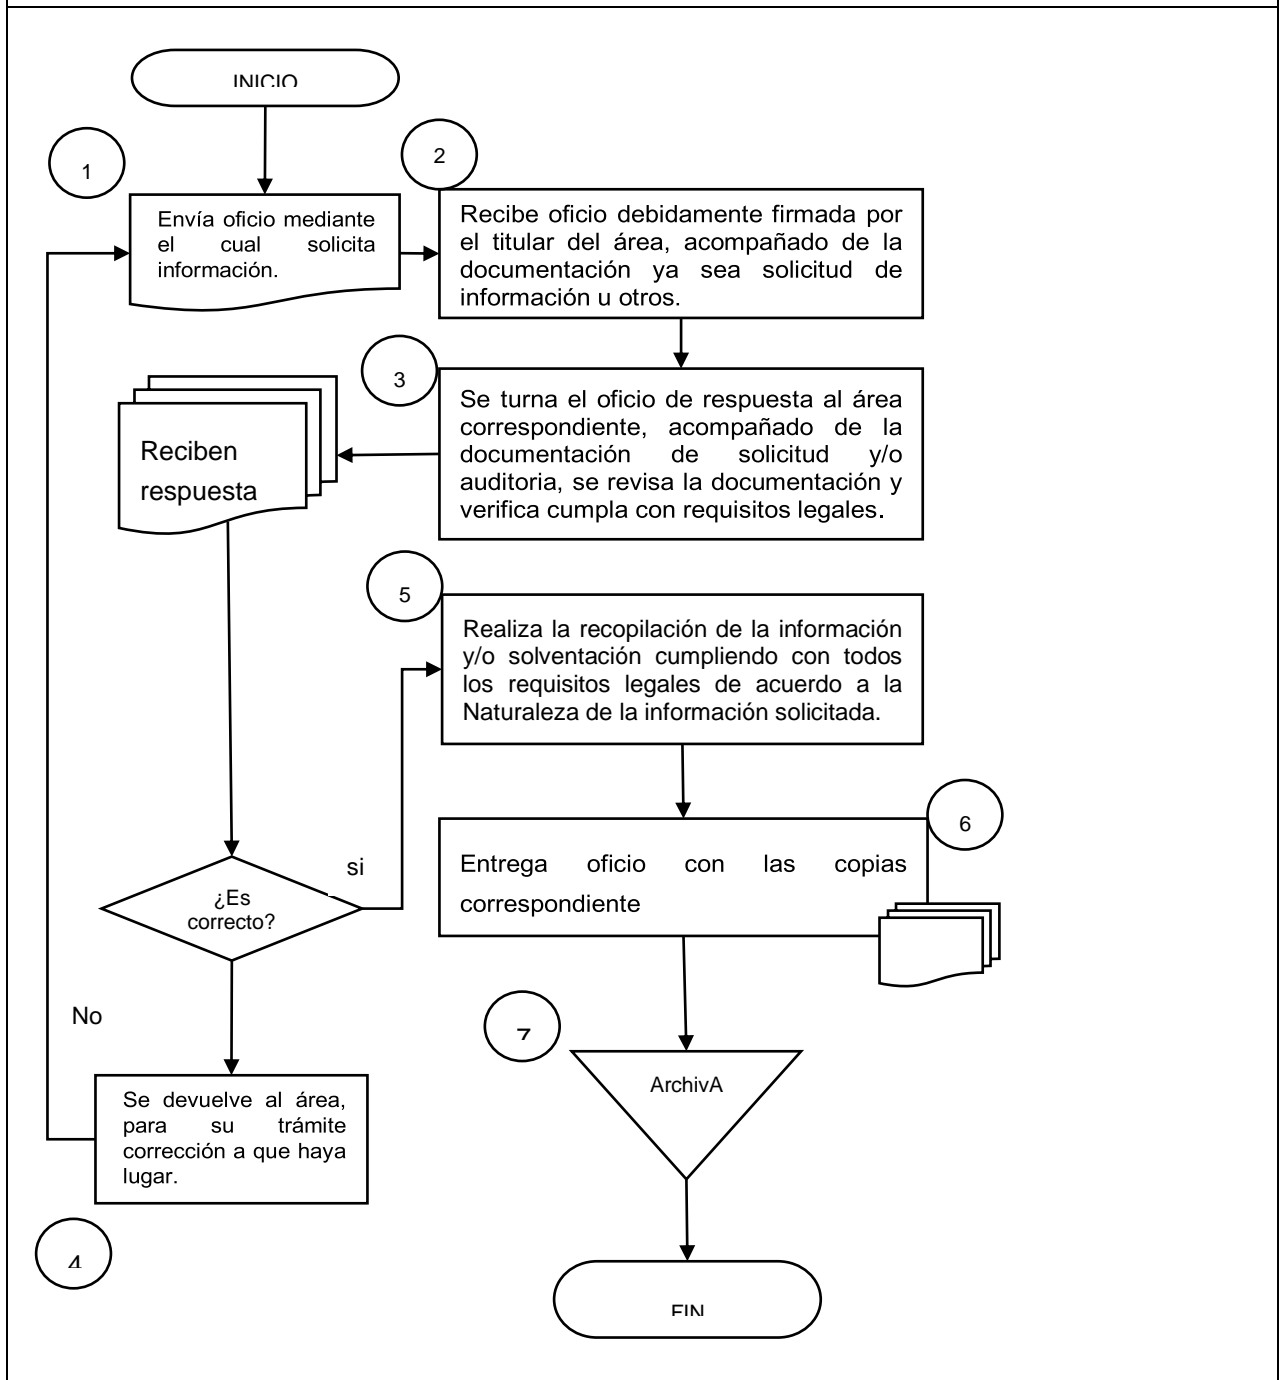 INICIO
1
Envía oficio mediante
el cual solicita
información.
2
Recibe oficio debidamente firmada por
el titular del área, acompañado de la
documentación ya sea solicitud de
información u otros.
3
Se turna el oficio de respuesta al área
correspondiente, acompañado de la
documentación de solicitud y/o
auditoria, se revisa la documentación y
verifica cumpla con requisitos legales.
Reciben
respuesta
¿Es
correcto?
si
No
Se devuelve al área,
para su trámite
corrección a que haya
lugar.
4
5
Realiza la recopilación de la información
y/o solventación cumpliendo con todos
los requisitos legales de acuerdo a la
Naturaleza de la información solicitada.
6
Entrega oficio con las copias
correspondiente
7
ArchivA
FIN